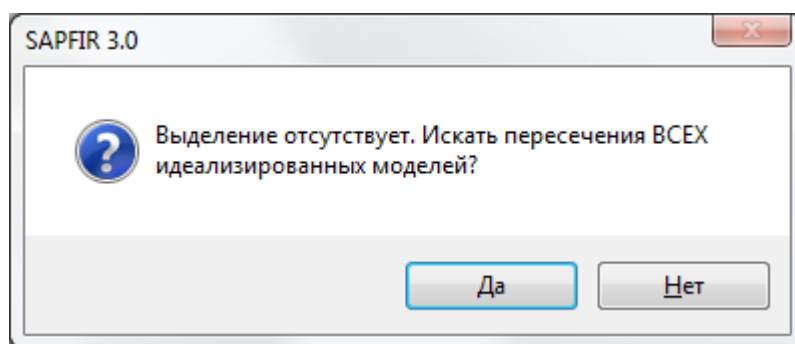 SAPFIR 3.0
Выделение отсутствует. Искать пересечения ВСЕХ
идеализированных моделей?
Да
Нет